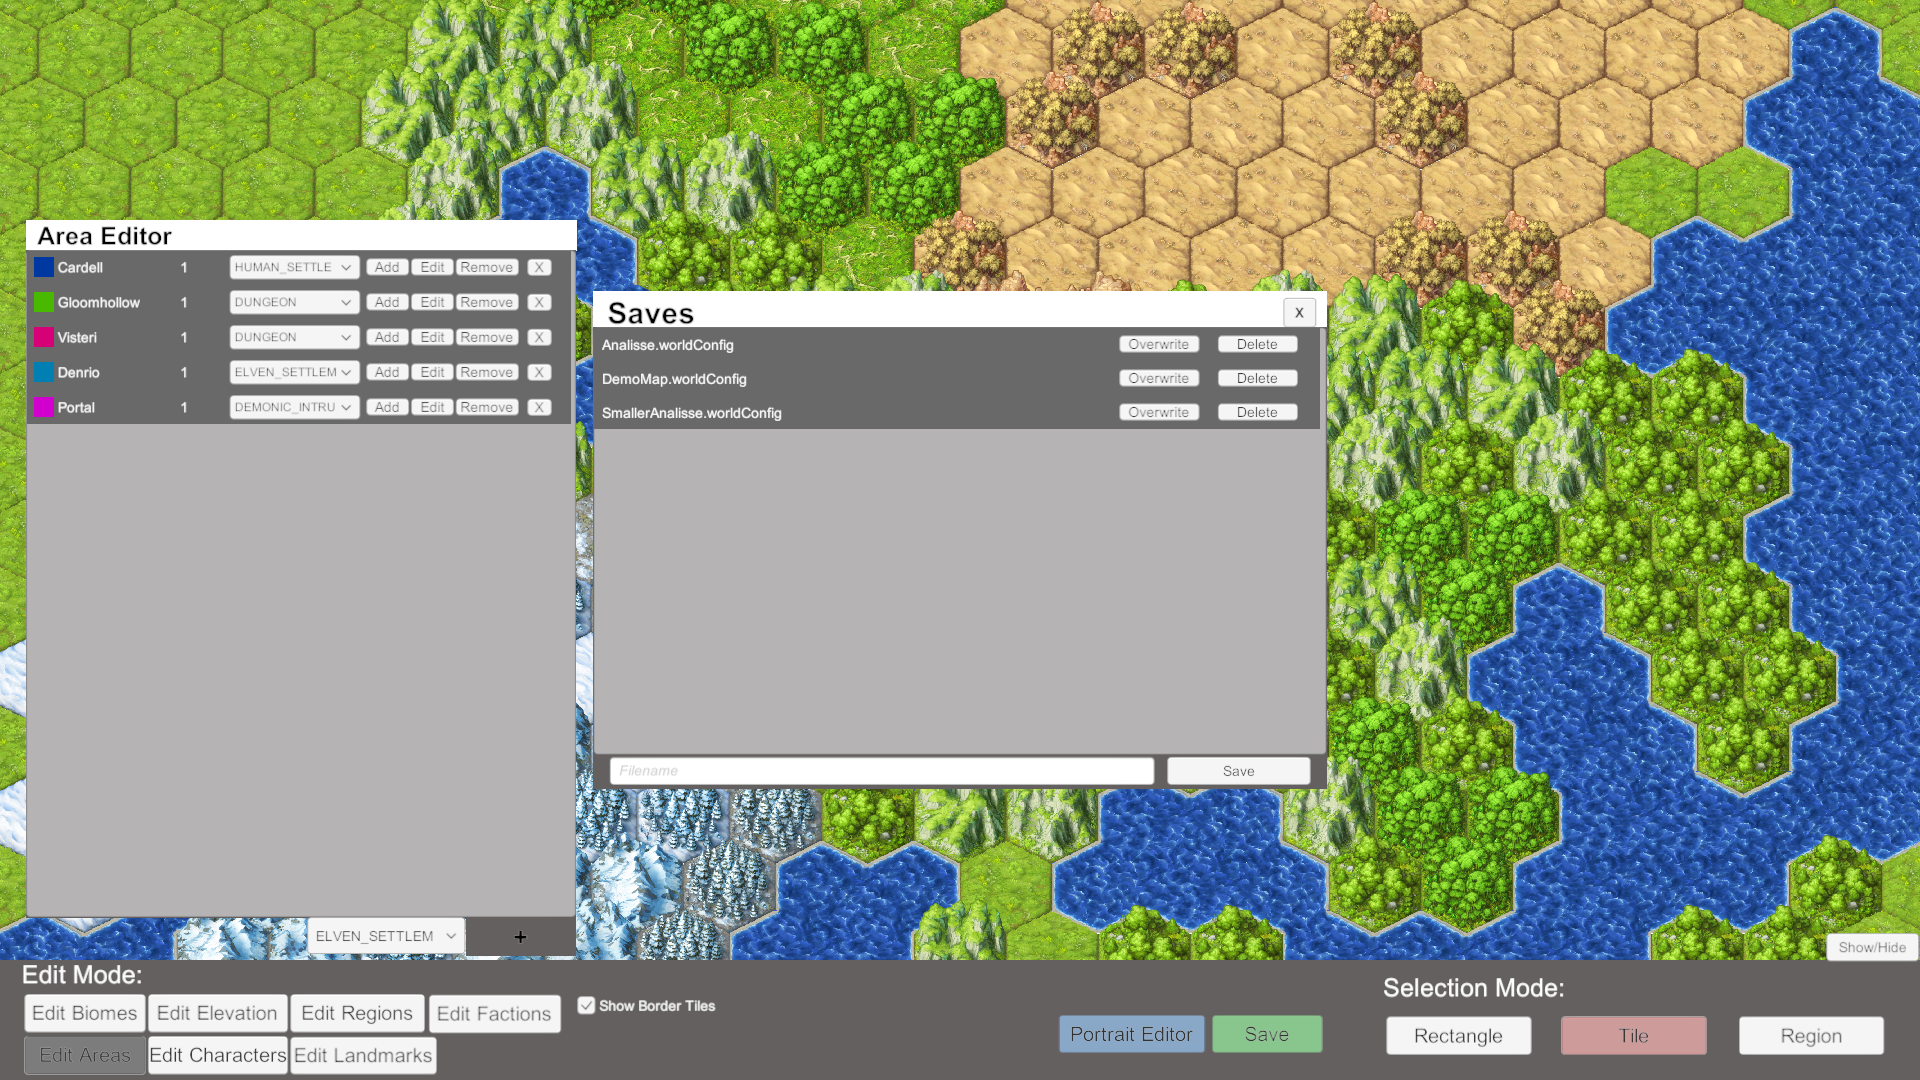 Area Editor
Cardell 1 HUMAN_SETTLE Add Edit Remove X
Gloomhollow 1 DUNGEON Add Edit Remove X
Visteri 1 DUNGEON Add Edit Remove X
Denrio 1 ELVEN_SETTLEM Add Edit Remove X
Portal 1 DEMONIC_INTRU Add Edit Remove X
ELVEN_SETTLEM +
Saves X
Analisse.worldConfig Overwrite Delete
DemoMap.worldConfig Overwrite Delete
SmallerAnalisse.worldConfig Overwrite Delete
Filename Save
Show/Hide
Edit Mode:
Edit Biomes Edit Elevation Edit Regions Edit Factions
Edit Areas Edit Characters Edit Landmarks
Show Border Tiles
Portrait Editor Save
Selection Mode:
Rectangle Tile Region